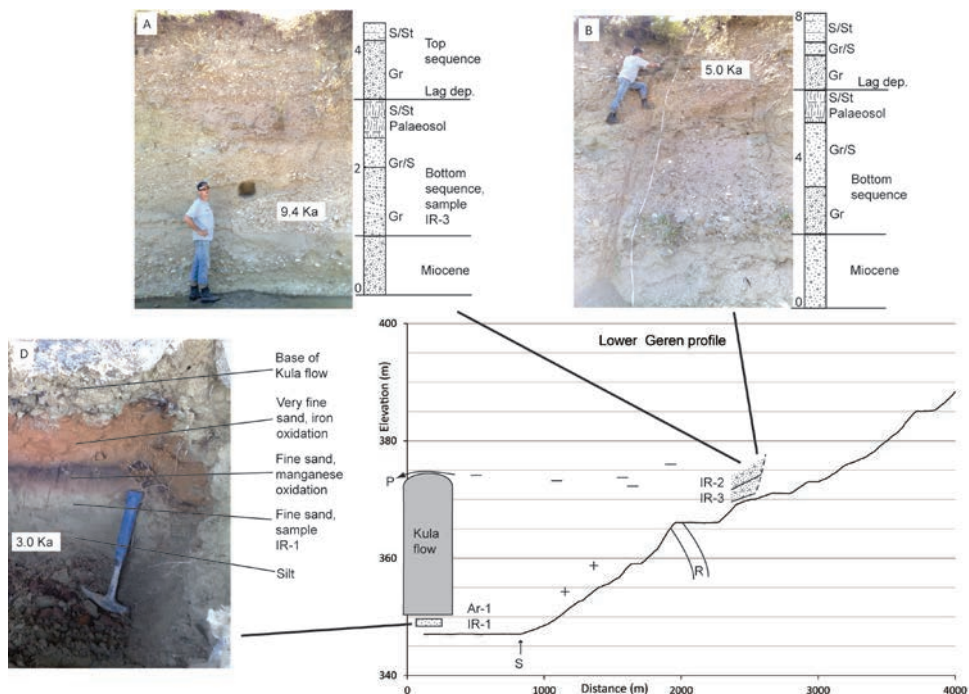 A
4
2
0
S/St
Top
sequence
Gr
Lag dep.
S/St
Palaeosol
Gr/S
Bottom
sequence,
sample
IR-3
Gr
Miocene
9.4 Ka
B
5.0 Ka
8
4
0
S/St
Gr/S
Gr
Lag dep.
S/St
Palaeosol
Gr/S
Bottom
sequence
Gr
Miocene
D
Base of
Kula flow
Very fine
sand, iron
oxidation
Fine sand,
manganese
oxidation
Fine sand,
sample
IR-1
Silt
3.0 Ka
Lower Geren profile
Elevation (m)
400
380
360
340
P
Kula
flow
Ar-1
IR-1
S
IR-2
IR-3
R
0
1000
2000
3000
4000
Distance (m)